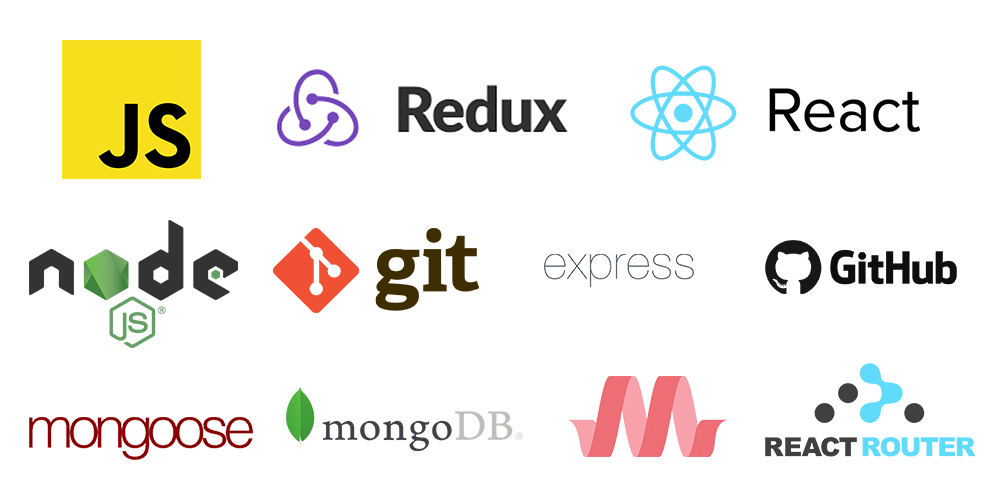 JS
Redux
React
node
JS®
git
express
GitHub
mongoose
mongoDB®
REACT ROUTER